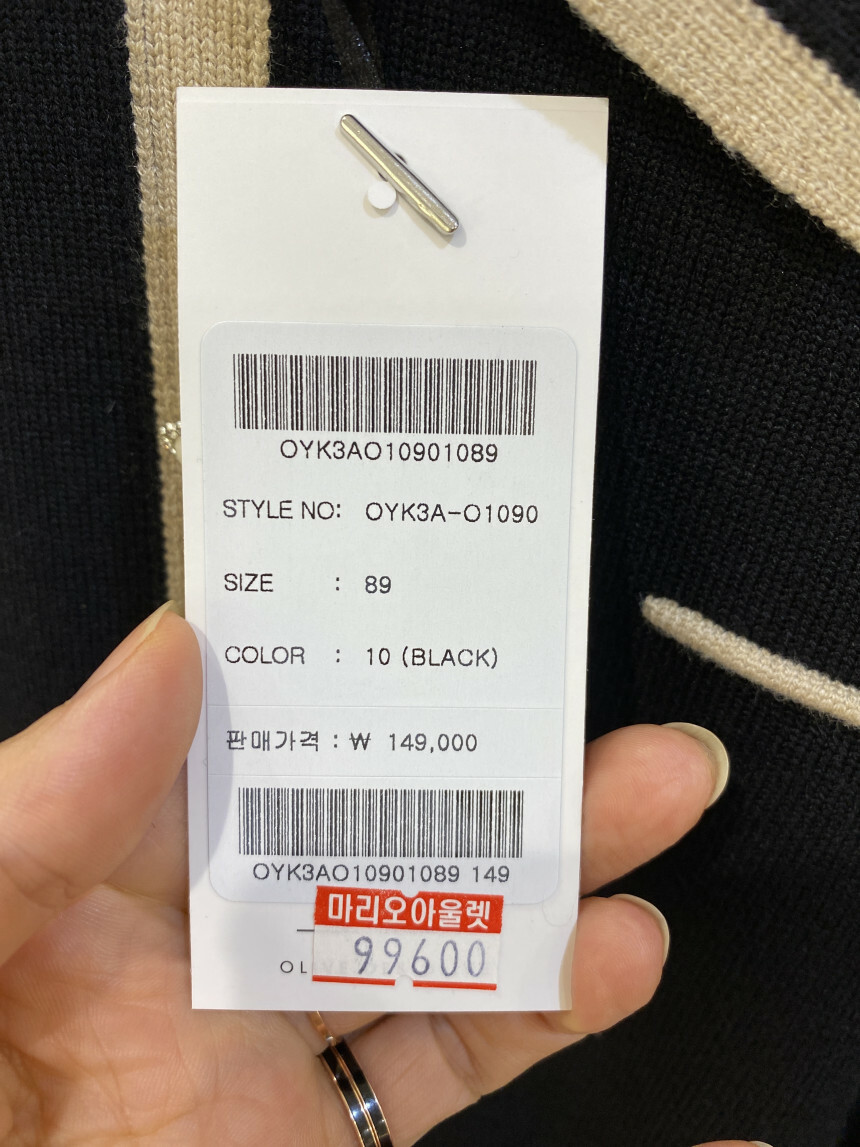 OYK3AO10901089
STYLE NO: OYK3A-O1090
SIZE : 89
COLOR : 10 (BLACK)
판매가격 : ₩ 149,000
OYK3AO10901089 149
마리오아울렛
99600